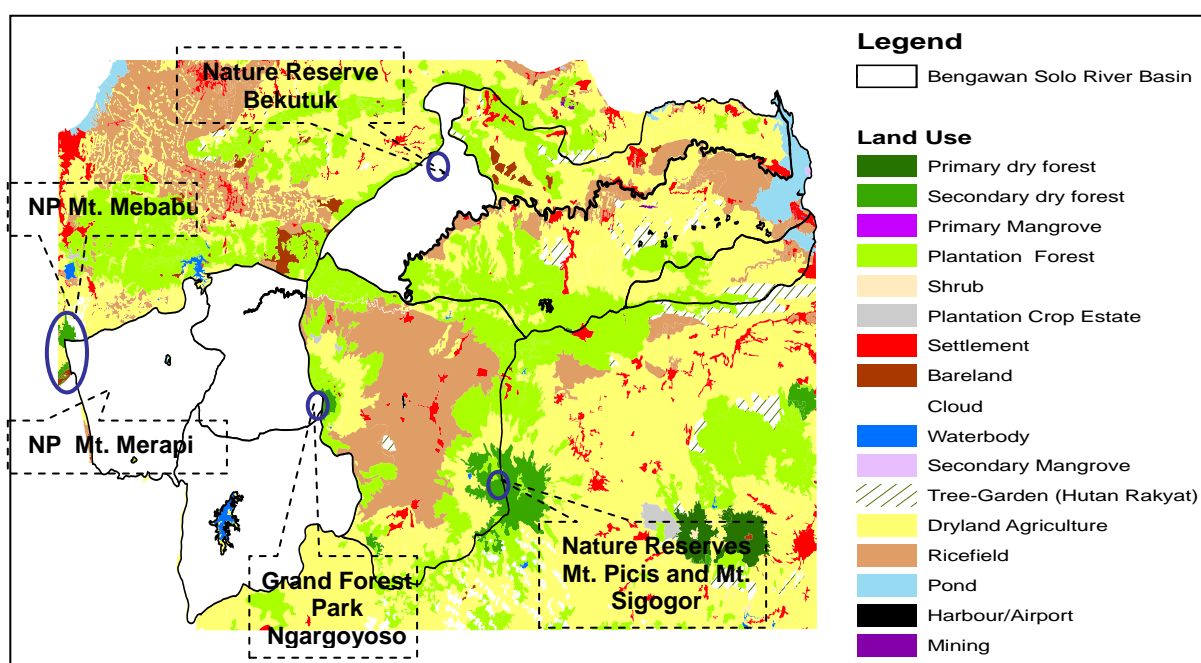 Nature Reserve
Bekutuk
NP Mt. Mebabu
NP Mt. Merapi
Grand Forest
Park
Ngargoyoso
Nature Reserves
Mt. Picis and Mt.
Sigogor
Legend
Bengawan Solo River Basin
Land Use
Primary dry forest
Secondary dry forest
Primary Mangrove
Plantation Forest
Shrub
Plantation Crop Estate
Settlement
Bareland
Cloud
Waterbody
Secondary Mangrove
Tree-Garden (Hutan Rakyat)
Dryland Agriculture
Ricefield
Pond
Harbour/Airport
Mining